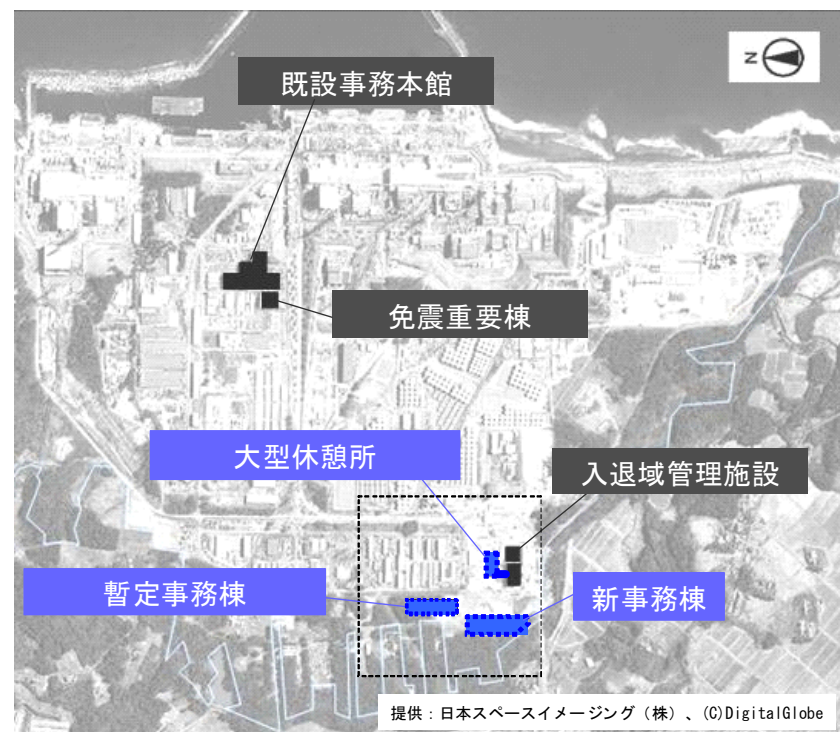 既設事務本館
N
免震重要棟
大型休憩所
入退域管理施設
暫定事務棟
新事務棟
提供：日本スペースイメージング（株）、(C)DigitalGlobe